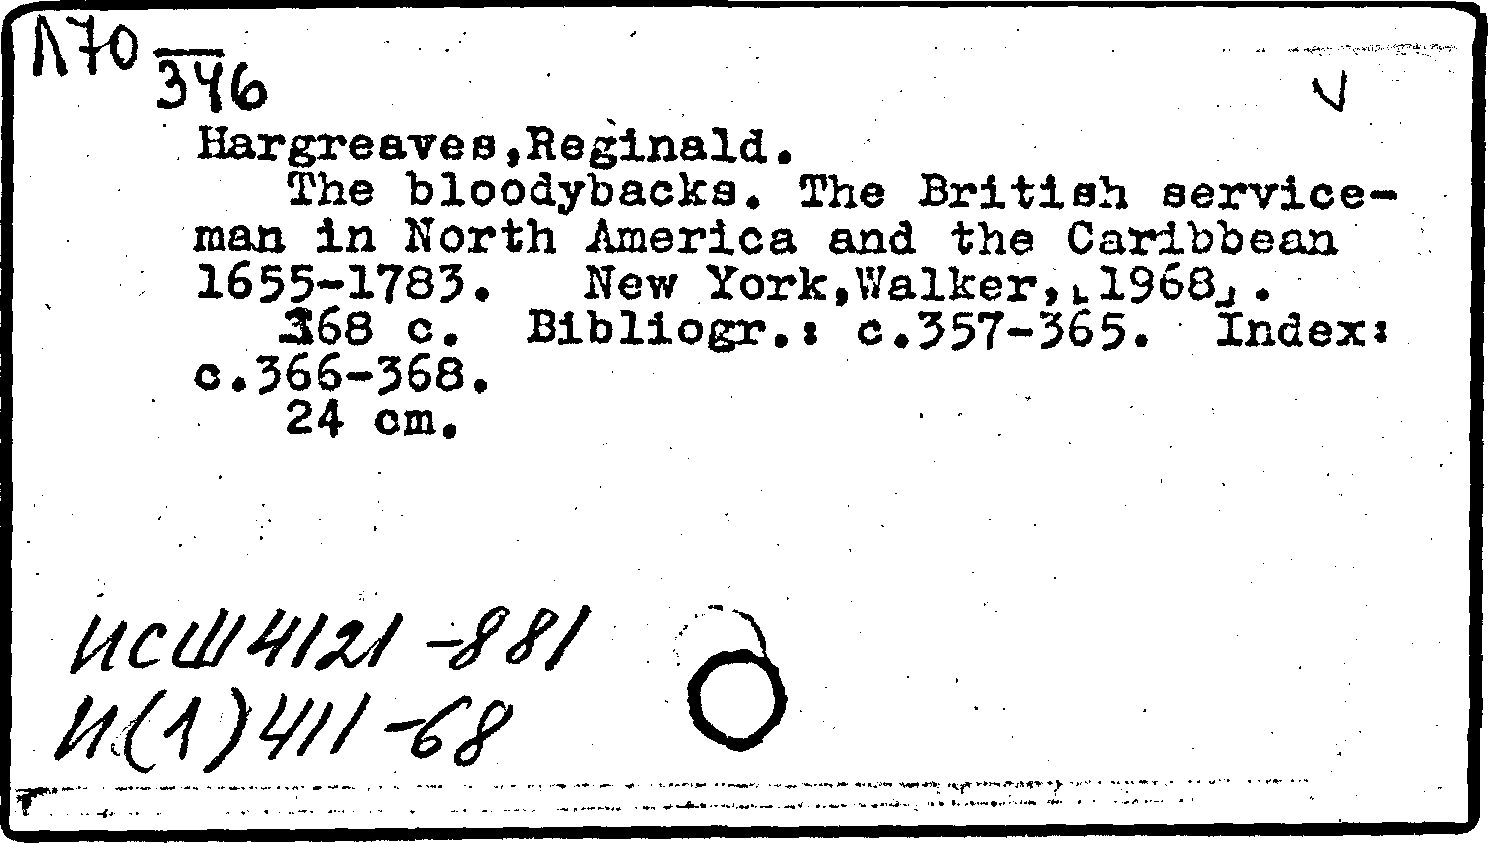 Л70
346
V
Hargreaves,Reginald.
The bloodybacks. The British service-
man in North America and the Caribbean
1655-1783. New York,Walker,[1968].
368 c. Bibliogr.: c.357-365. Index:
c.366-368.
24 cm.
ИСШ4121-881
И(1)411-68